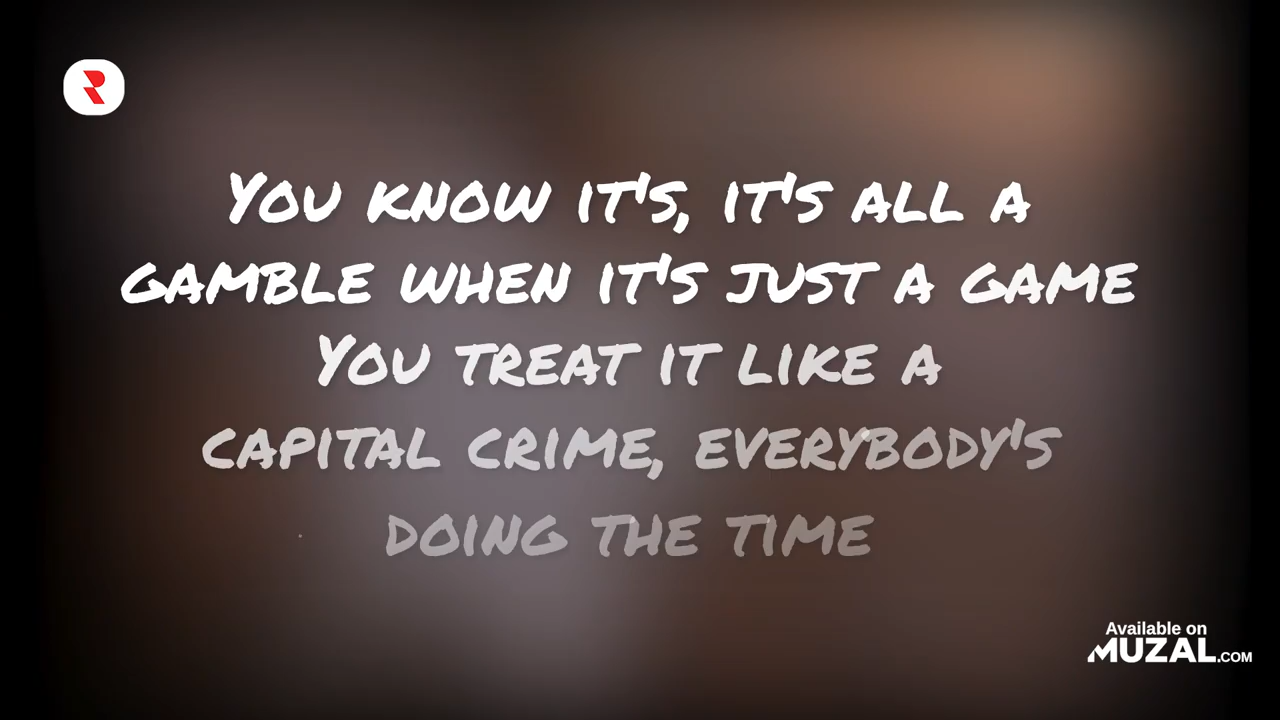 You know it's, it's all a
gamble when it's just a game
You treat it like a
capital crime, everybody's
doing the time
Available on
MUZAL.COM